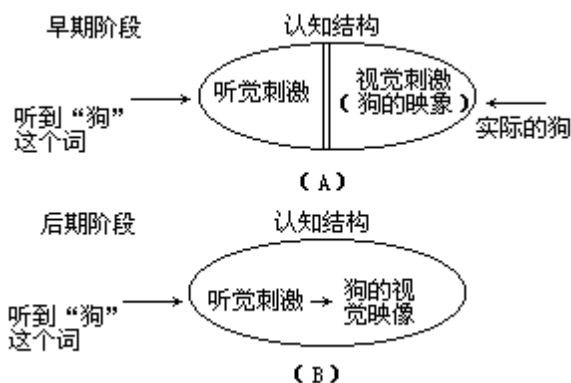 早期阶段
认知结构
听到“狗”
这个词
听觉刺激
视觉刺激
(狗的映象)
实际的狗
(A)
后期阶段
认知结构
听到“狗”
这个词
听觉刺激
狗的视
觉映像
(B)